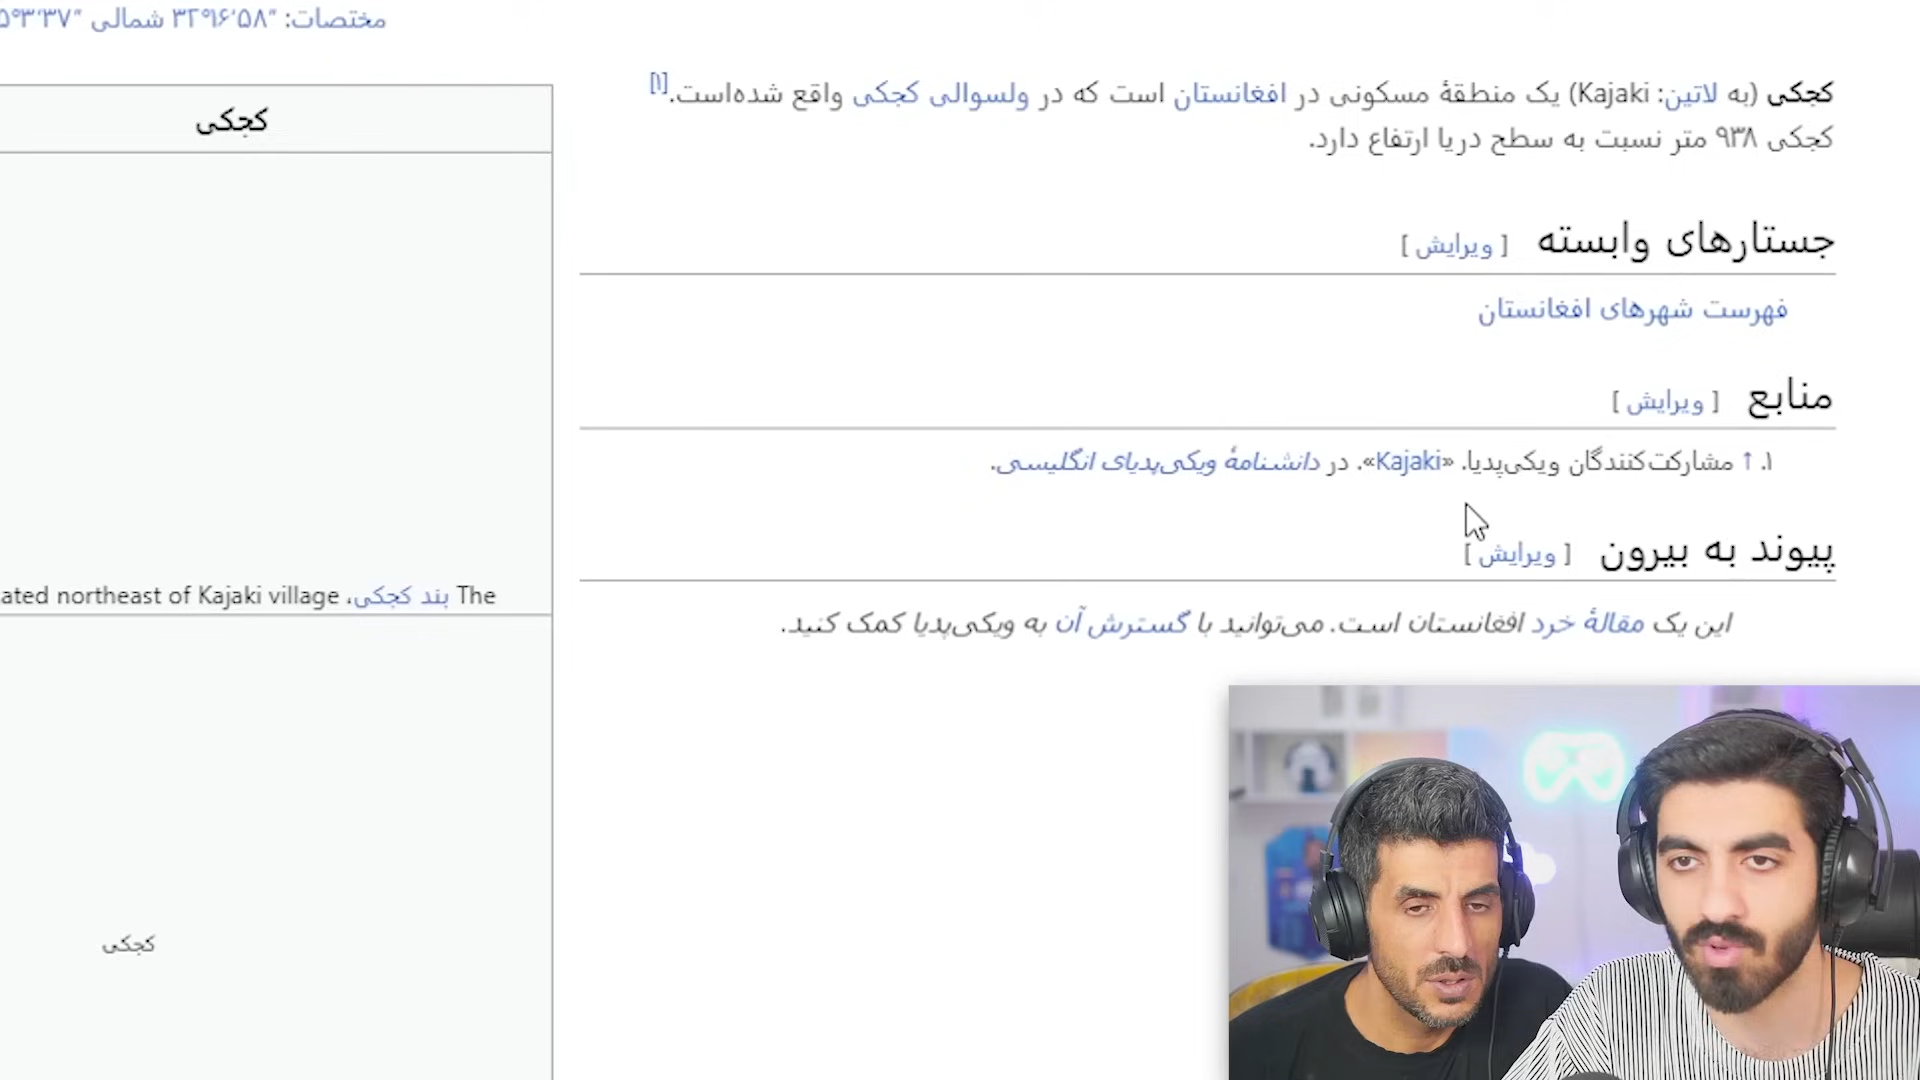 مختصات: ″۵۸′۱۶°۳۲ شمالی ″۳۷′۳°
کجکی (به لاتین: Kajaki) یک منطقهٔ مسکونی در افغانستان است که در ولسوالی کجکی واقع شده‌است.[۱]
کجکی ۹۳۸ متر نسبت به سطح دریا ارتفاع دارد.
جستارهای وابسته [ ویرایش ]
فهرست شهرهای افغانستان
منابع [ ویرایش ]
۱. ↑ مشارکت‌کنندگان ویکی‌پدیا. «Kajaki». در دانشنامهٔ ویکی‌پدیای انگلیسی.
پیوند به بیرون [ ویرایش ]
این یک مقالهٔ خرد افغانستان است. می‌توانید با گسترش آن به ویکی‌پدیا کمک کنید.
کجکی
The بند کجکی، ated northeast of Kajaki village
کجکی